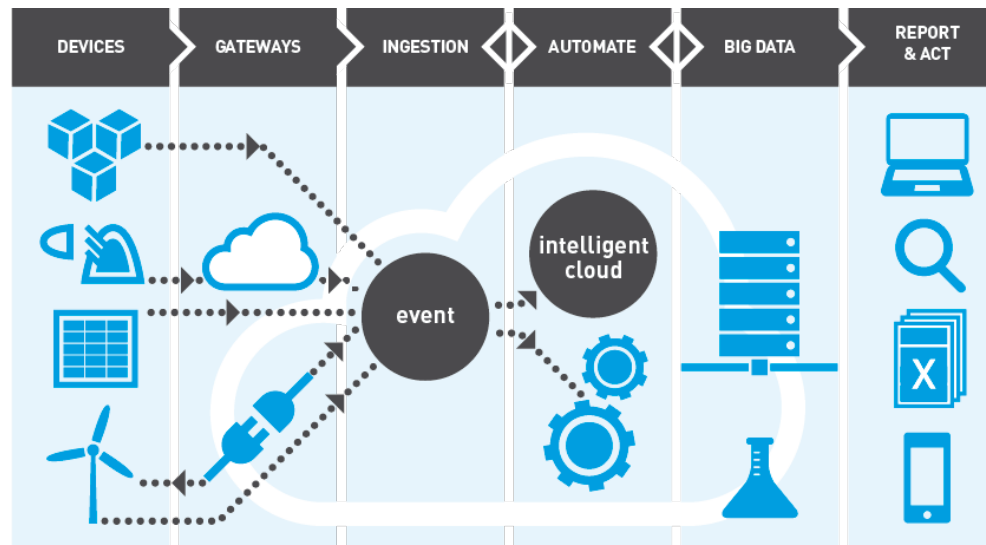 DEVICES
GATEWAYS
INGESTION
AUTOMATE
BIG DATA
REPORT
& ACT
intelligent
cloud
event
X